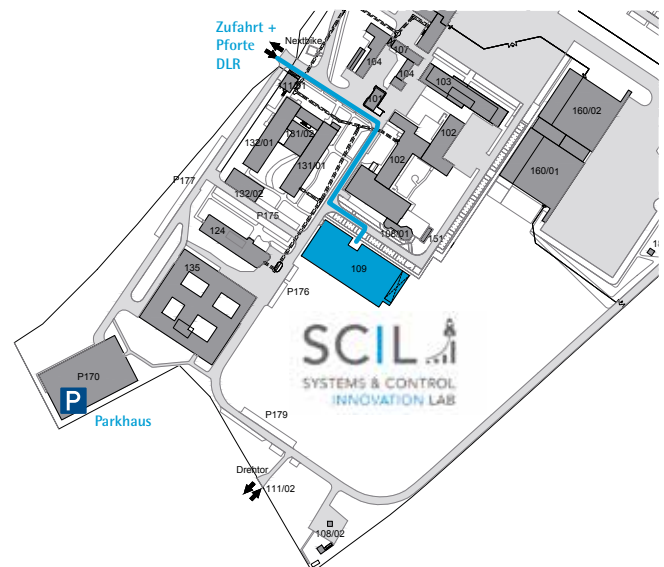 Zufahrt +
Pforte
DLR
Nextbike
107
104
104
103
111/01
101
160/02
131/02
132/01
102
102
131/01
160/01
P177
132/02
P175
124
108/01
151
135
109
P176
SCIL
SYSTEMS & CONTROL
INNOVATION LAB
P170
P
Parkhaus
P179
Drehtor
111/02
108/02